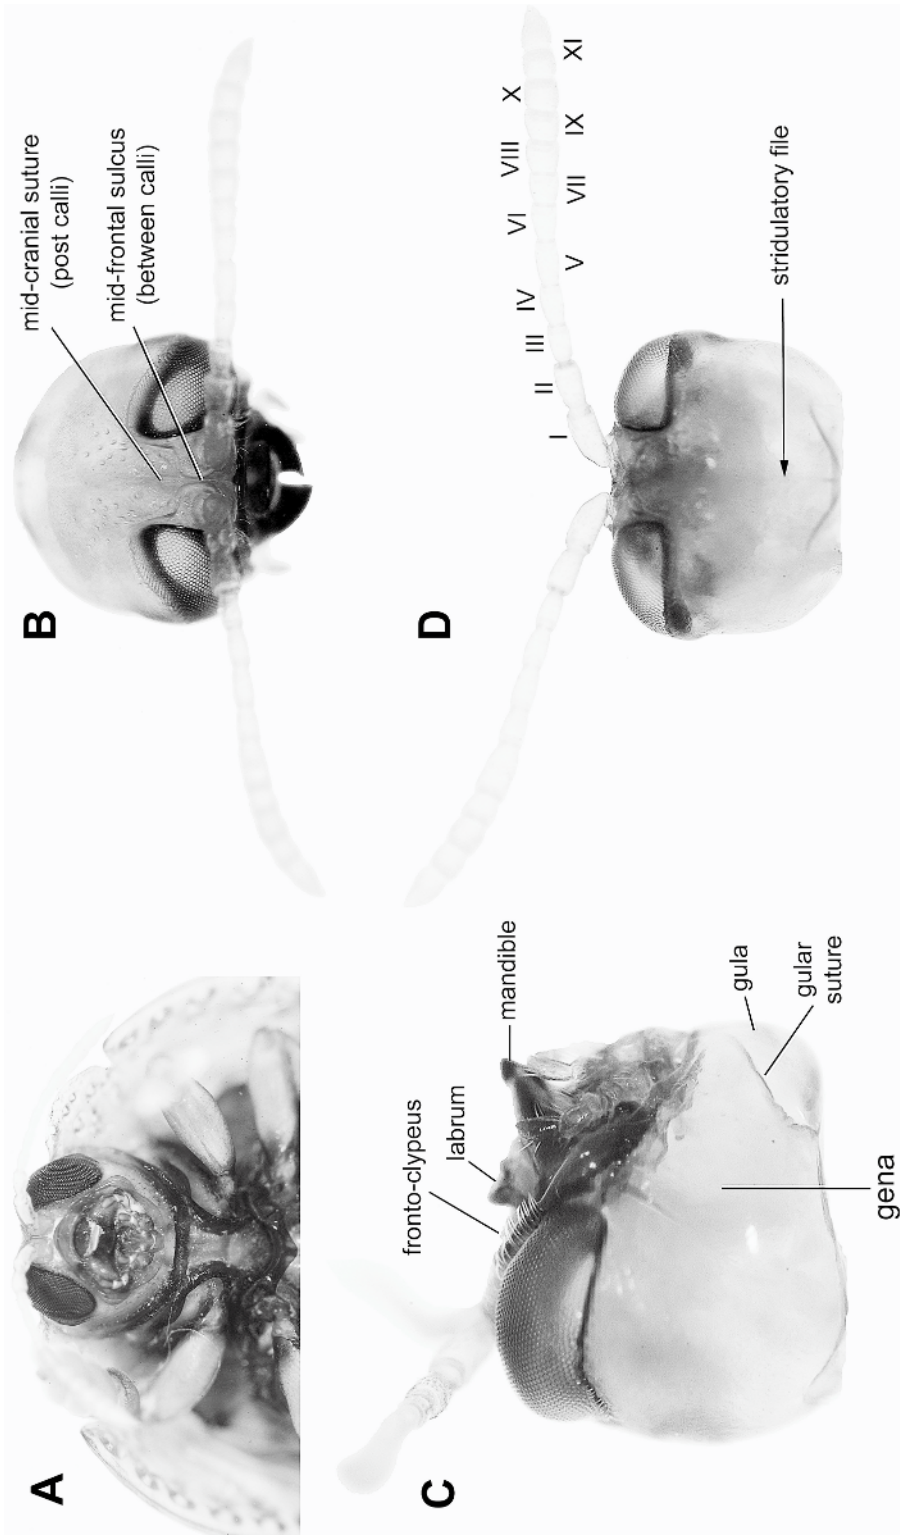 A
B
mid-cranial suture
(post calli)
mid-frontal sulcus
(between calli)
C
fronto-clypeus
labrum
mandible
gula
gular
suture
gena
D
I
II
III
IV
V
VI
VII
VIII
IX
X
XI
stridulatory file